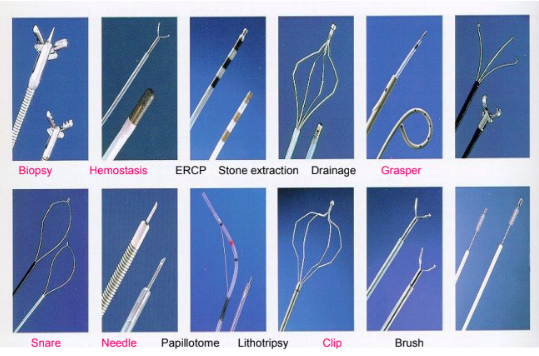 Biopsy Hemostasis ERCP Stone extraction Drainage Grasper
Snare Needle Papillotome Lithotripsy Clip Brush